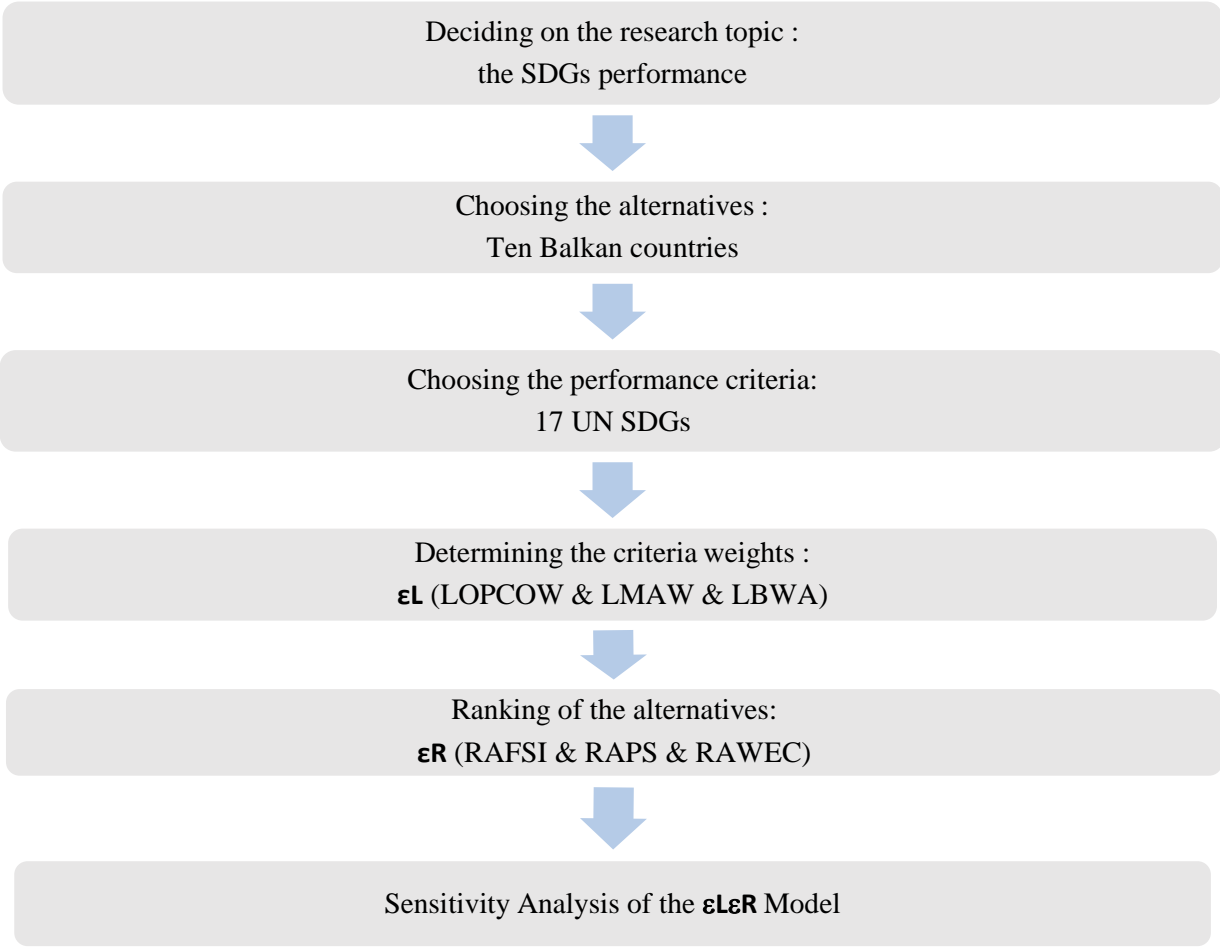 Deciding on the research topic :
the SDGs performance
Choosing the alternatives :
Ten Balkan countries
Choosing the performance criteria:
17 UN SDGs
Determining the criteria weights :
εL (LOPCOW & LMAW & LBWA)
Ranking of the alternatives:
εR (RAFSI & RAPS & RAWEC)
Sensitivity Analysis of the εLεR Model